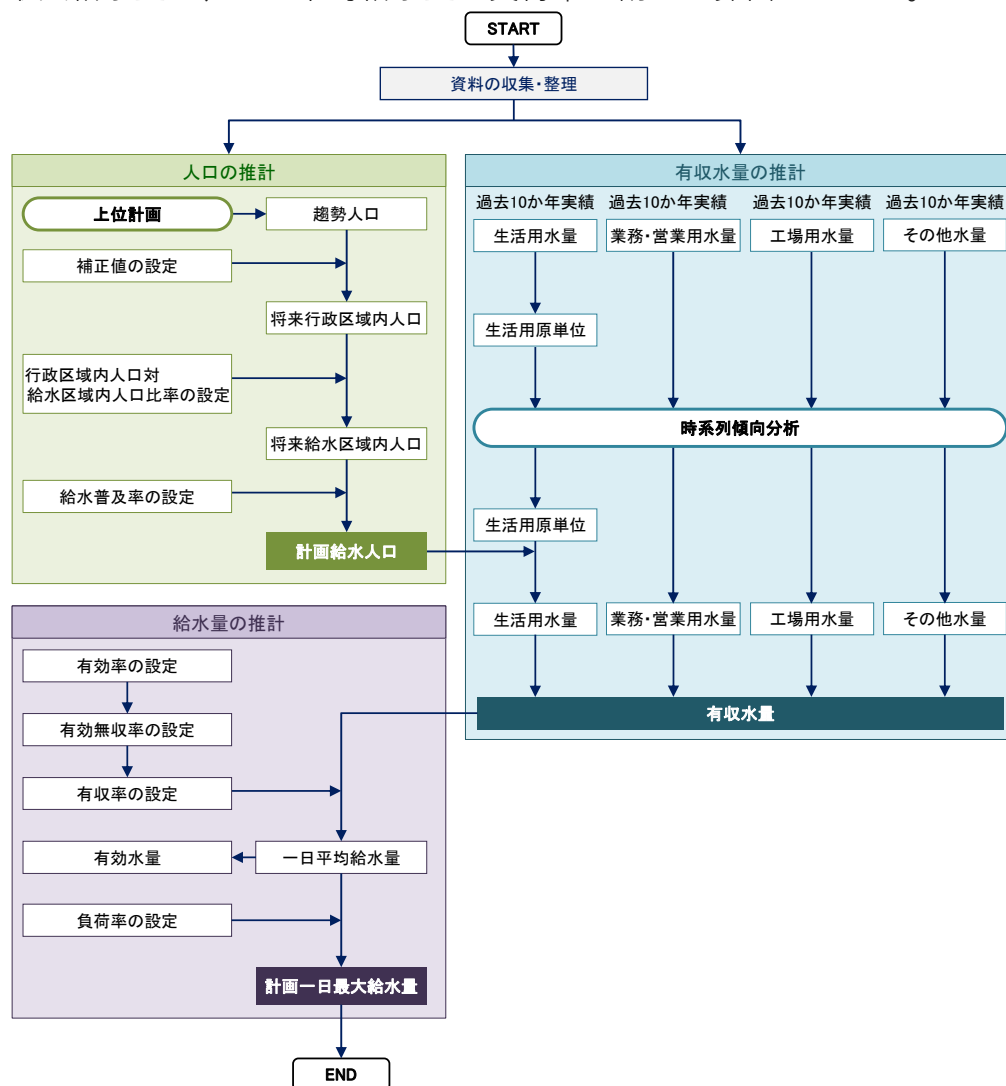 START
資料の収集・整理
人口の推計
上位計画
趨勢人口
補正値の設定
将来行政区域内人口
行政区域内人口対
給水区域内人口比率の設定
将来給水区域内人口
給水普及率の設定
計画給水人口
有収水量の推計
過去10か年実績 過去10か年実績 過去10か年実績 過去10か年実績
生活用水量 業務・営業用水量 工場用水量 その他水量
生活用原単位
時系列傾向分析
生活用原単位
生活用水量 業務・営業用水量 工場用水量 その他水量
有収水量
給水量の推計
有効率の設定
有効無収率の設定
有収率の設定
有効水量
一日平均給水量
負荷率の設定
計画一日最大給水量
END